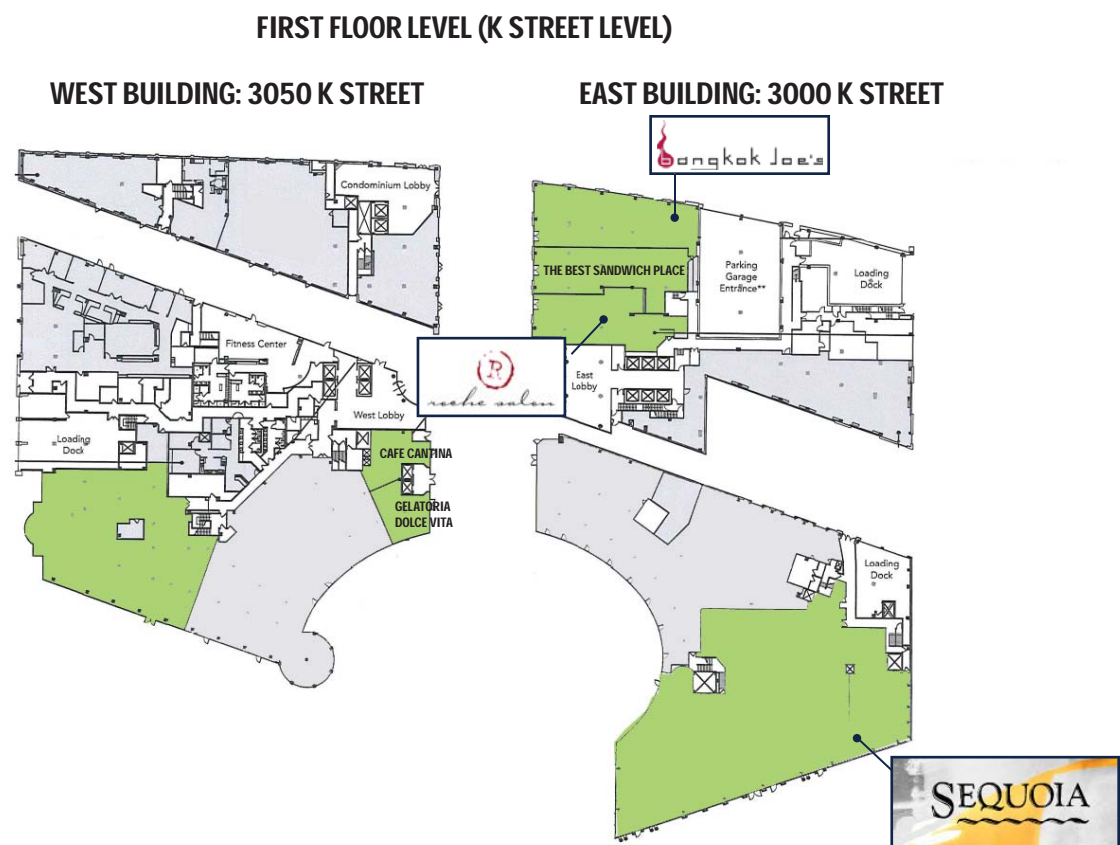 FIRST FLOOR LEVEL (K STREET LEVEL)
WEST BUILDING: 3050 K STREET
EAST BUILDING: 3000 K STREET
bangkok Joe's
Condominium Lobby
THE BEST SANDWICH PLACE
Parking
Garage
Entrance**
Loading
Dock
Fitness Center
R
roche salon
East
Lobby
West Lobby
Loading
Dock
CAFE CANTINA
GELATORIA
DOLCE VITA
Loading
Dock
SEQUOIA